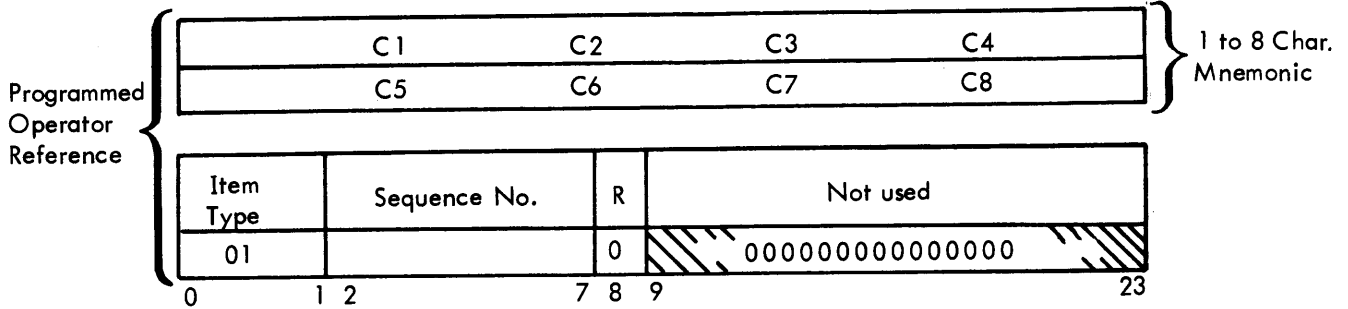 C1 C2 C3 C4
1 to 8 Char.
Mnemonic
C5 C6 C7 C8
Programmed
Operator
Reference
Item
Type
Sequence No.
R
Not used
01
0
000000000000000
0 1 2 7 8 9 23